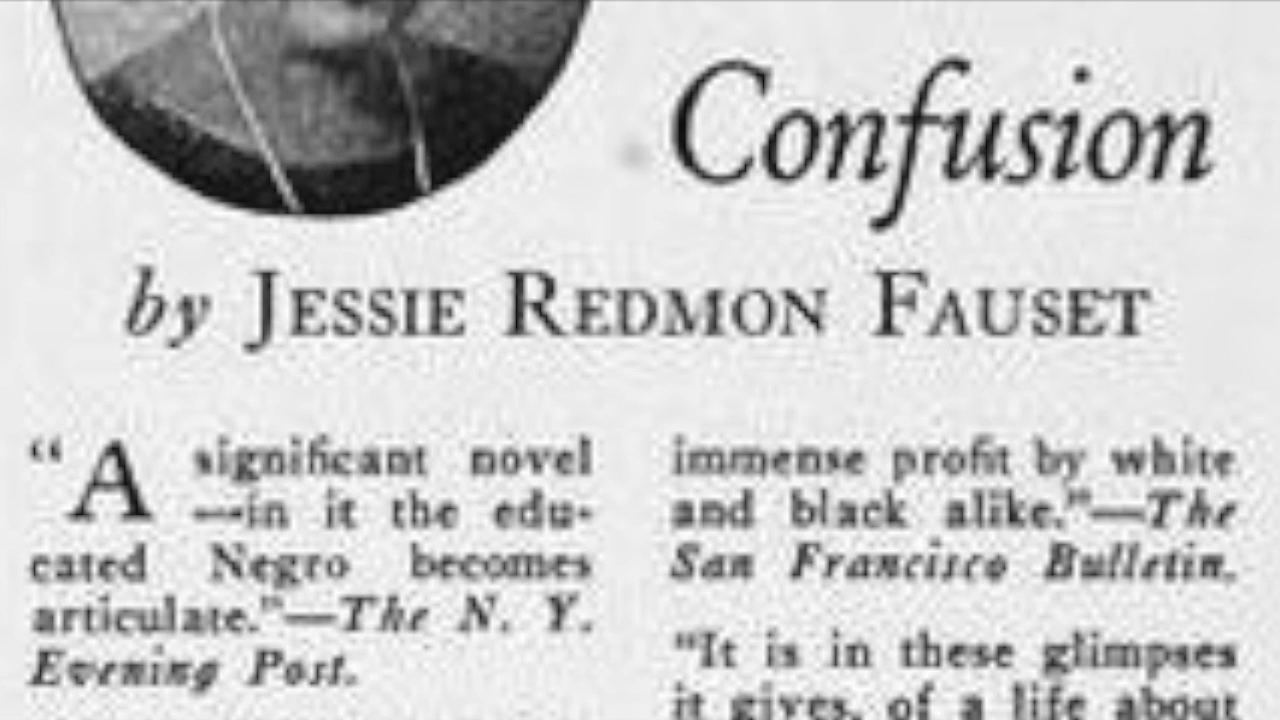 Confusion
by JESSIE REDMON FAUSET
"A significant novel
—in it the edu-
cated Negro becomes
articulate."—The N. Y.
Evening Post.
immense profit by white
and black alike."—The
San Francisco Bulletin.
"It is in these glimpses
it gives, of a life about